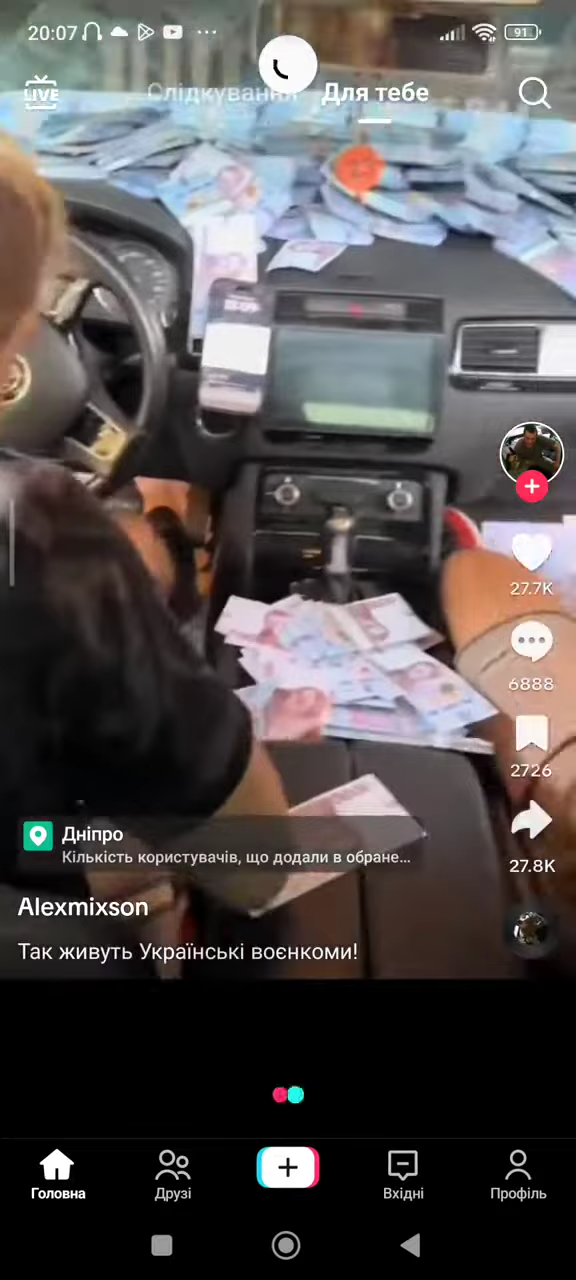 20:07
91
LIVE
Слідкування
Для тебе
27.7K
6888
2726
27.8K
Дніпро
Кількість користувачів, що додали в обране...
Alexmixson
Так живуть Українські воєнкоми!
Головна
Друзі
Вхідні
Профіль